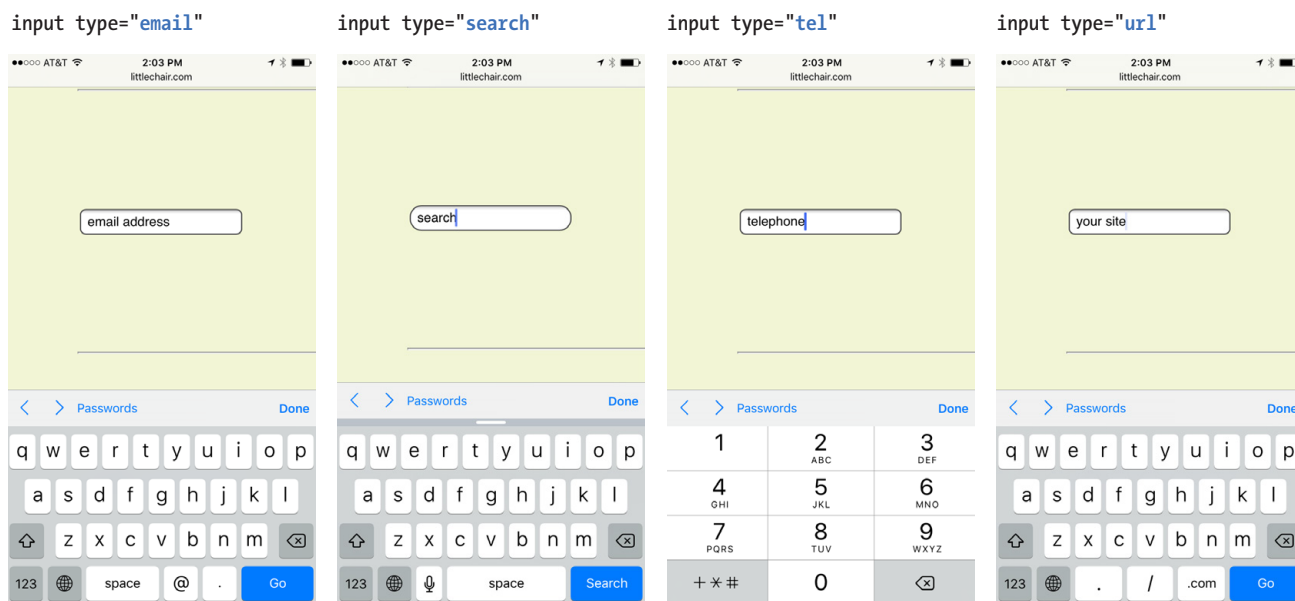 input type="email"
●●○○○ AT&T 2:03 PM
littlechair.com
email address
Passwords Done
q w e r t y u i o p
a s d f g h j k l
z x c v b n m
123 space @ . Go
input type="search"
●●○○○ AT&T 2:03 PM
littlechair.com
search
Passwords Done
q w e r t y u i o p
a s d f g h j k l
z x c v b n m
123 space Search
input type="tel"
●●○○○ AT&T 2:03 PM
littlechair.com
telephone
Passwords Done
1 2 3
ABC DEF
4 5 6
GHI JKL MNO
7 8 9
PQRS TUV WXYZ
+*# 0
input type="url"
●●○○○ AT&T 2:03 PM
littlechair.com
your site
Passwords Done
q w e r t y u i o p
a s d f g h j k l
z x c v b n m
123 . / .com Go